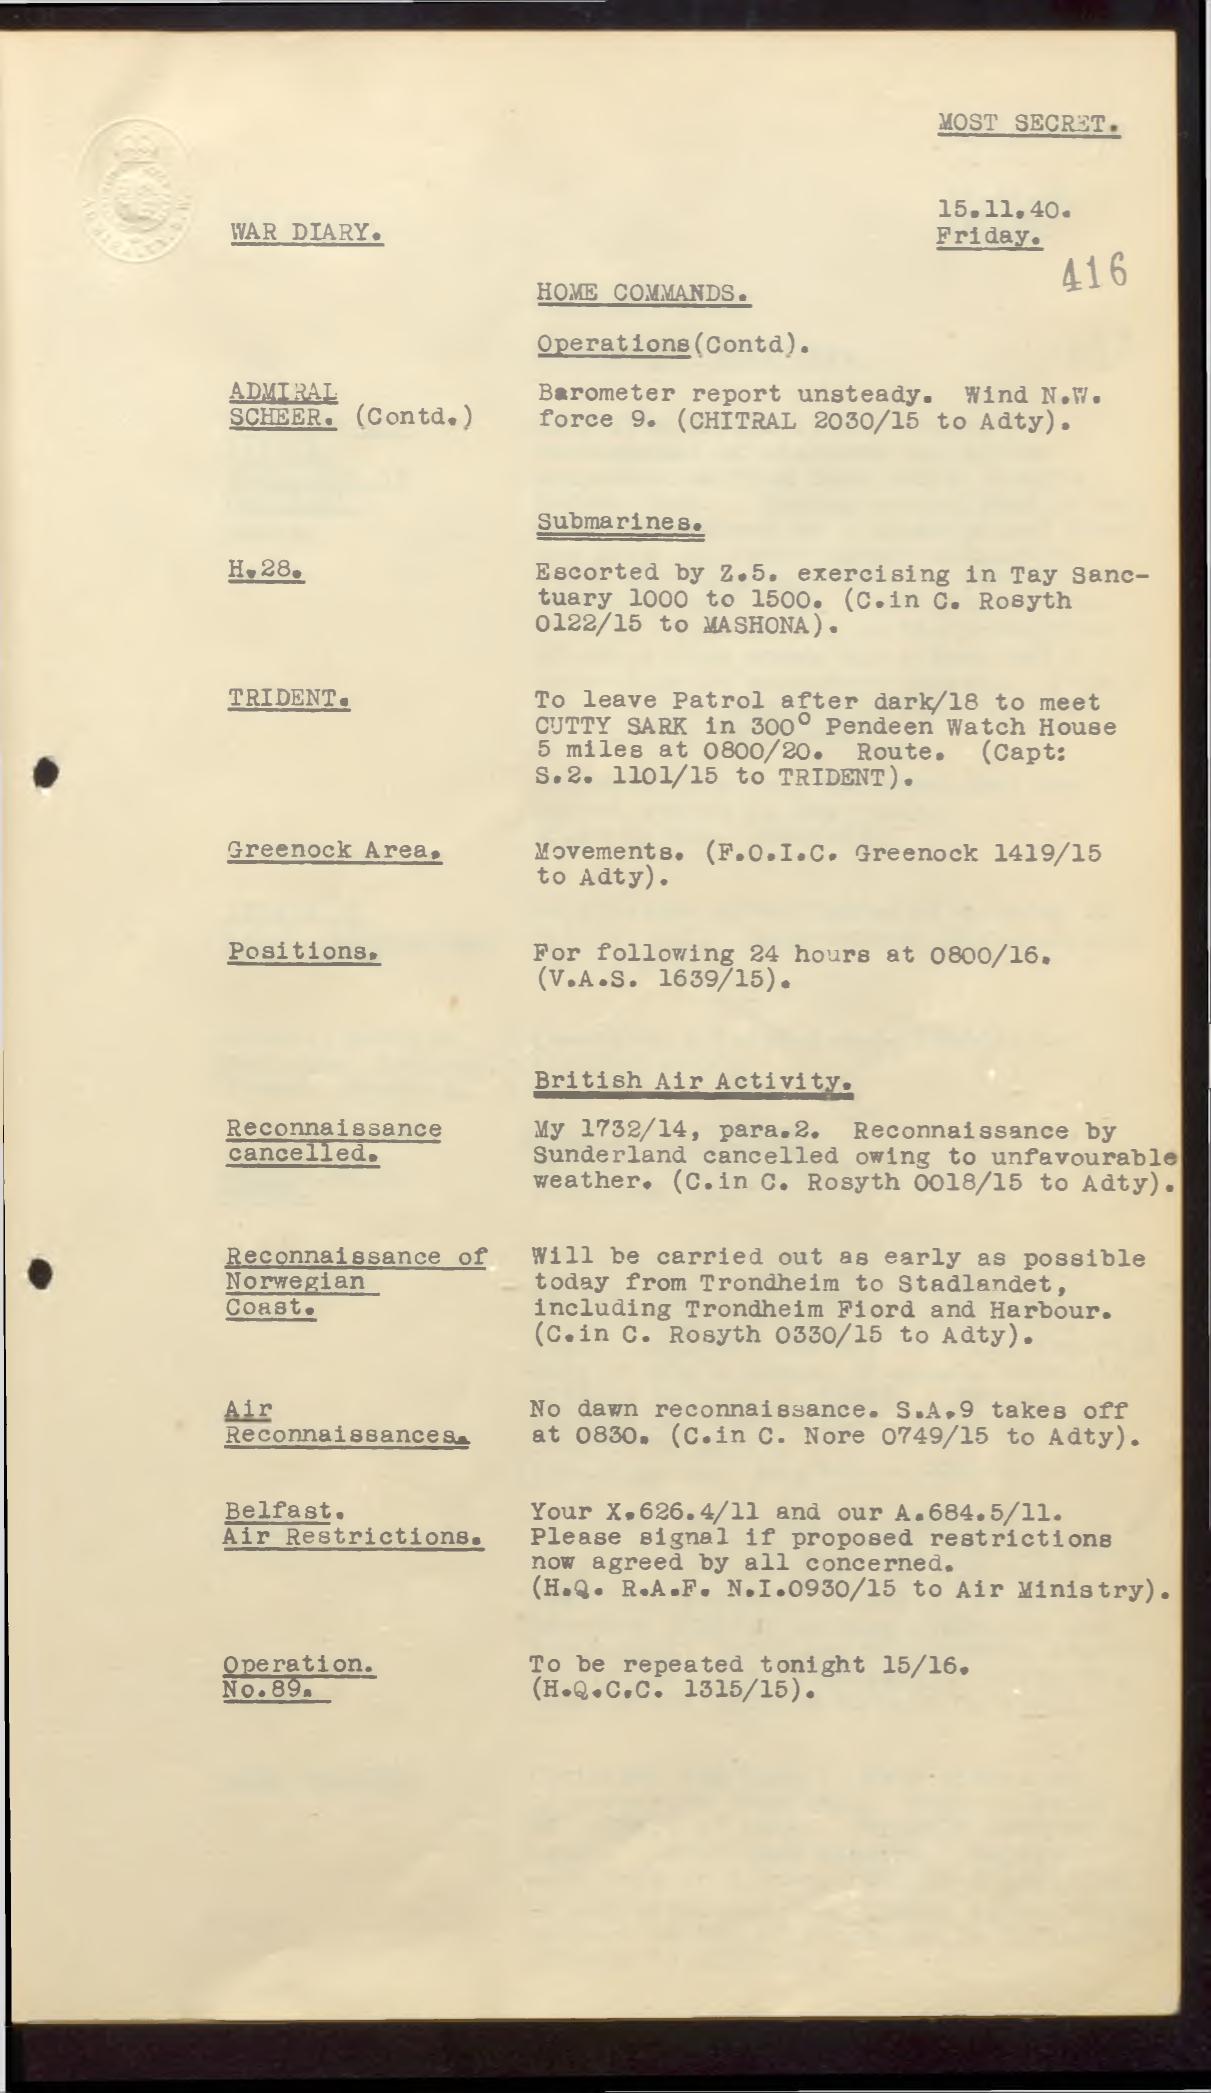 MOST SECRET.
15.11.40.
WAR DIARY.
Friday.
416
HOME COMMANDS.
Operations(Contd).
ADMIRAL
SCHEER. (Contd.)
Barometer report unsteady. Wind N.W.
force 9. (CHITRAL 2030/15 to Adty).
Submarines.
H.28.
Escorted by Z.5. exercising in Tay Sanc-
tuary 1000 to 1500. (C.in C. Rosyth
0122/15 to MASHONA).
TRIDENT.
To leave Patrol after dark/18 to meet
CUTTY SARK in 300° Pendeen Watch House
5 miles at 0800/20. Route. (Capt:
S.2. 1101/15 to TRIDENT).
Greenock Area.
Movements. (F.O.I.C. Greenock 1419/15
to Adty).
Positions.
For following 24 hours at 0800/16.
(V.A.S. 1639/15).
British Air Activity.
Reconnaissance
cancelled.
My 1732/14, para.2. Reconnaissance by
Sunderland cancelled owing to unfavourable
weather. (C.in C. Rosyth 0018/15 to Adty).
Reconnaissance of
Norwegian
Coast.
Will be carried out as early as possible
today from Trondheim to Stadlandet,
including Trondheim Fiord and Harbour.
(C.in C. Rosyth 0330/15 to Adty).
Air
Reconnaissances.
No dawn reconnaissance. S.A.9 takes off
at 0830. (C.in C. Nore 0749/15 to Adty).
Belfast.
Air Restrictions.
Your X.626.4/11 and our A.684.5/11.
Please signal if proposed restrictions
now agreed by all concerned.
(H.Q. R.A.F. N.I.0930/15 to Air Ministry).
Operation.
No.89.
To be repeated tonight 15/16.
(H.Q.C.C. 1315/15).